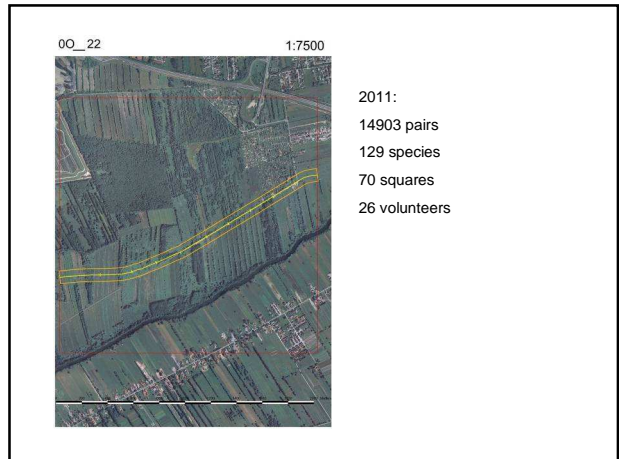 0O__22
1:7500
2011:
14903 pairs
129 species
70 squares
26 volunteers